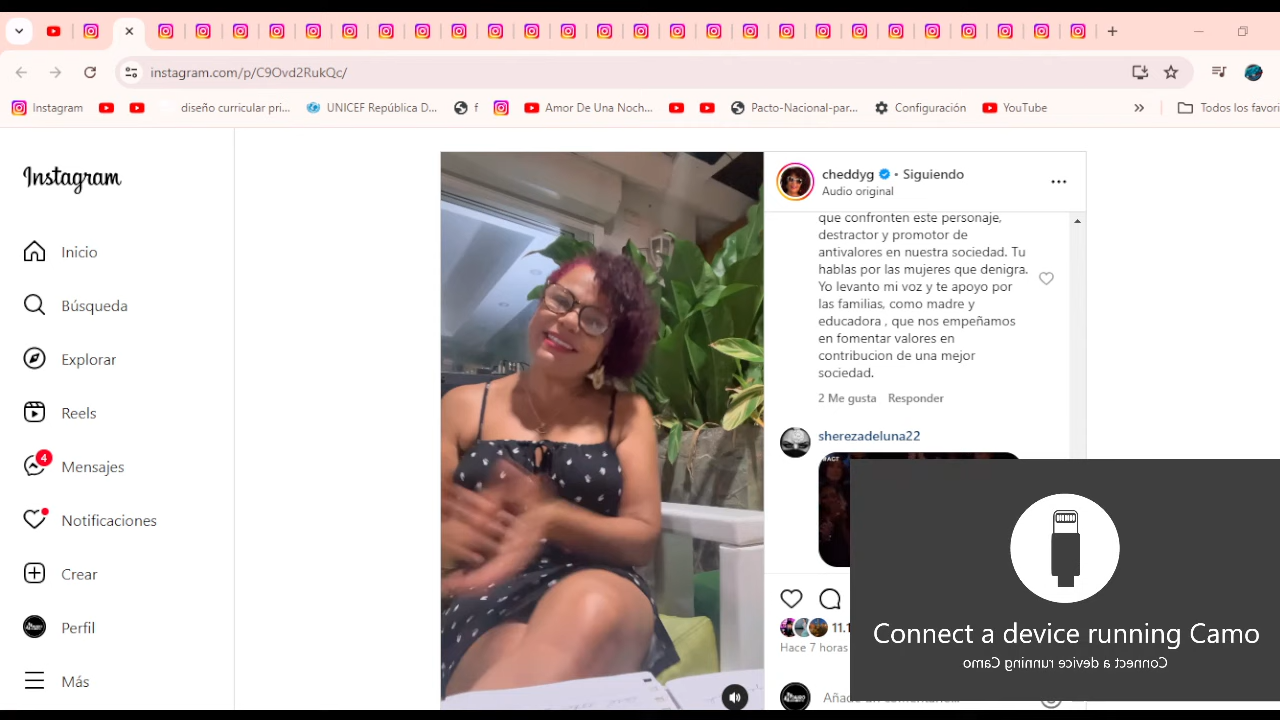 instagram.com/p/C9Ovd2RukQc/
Instagram
diseño curricular pri...
UNICEF República D...
f
Amor De Una Noch...
Pacto-Nacional-par...
Configuración
YouTube
Todos los favori
Instagram
Inicio
Búsqueda
Explorar
Reels
4
Mensajes
Notificaciones
Crear
Perfil
Más
cheddyg • Siguiendo
Audio original
que confronten este personaje,
destractor y promotor de
antivalores en nuestra sociedad. Tu
hablas por las mujeres que denigra.
Yo levanto mi voz y te apoyo por
las familias, como madre y
educadora , que nos empeñamos
en fomentar valores en
contribucion de una mejor
sociedad.
2 Me gusta Responder
sherezadeluna22
11.1
Hace 7 horas
Connect a device running Camo
Connect a device running Camo